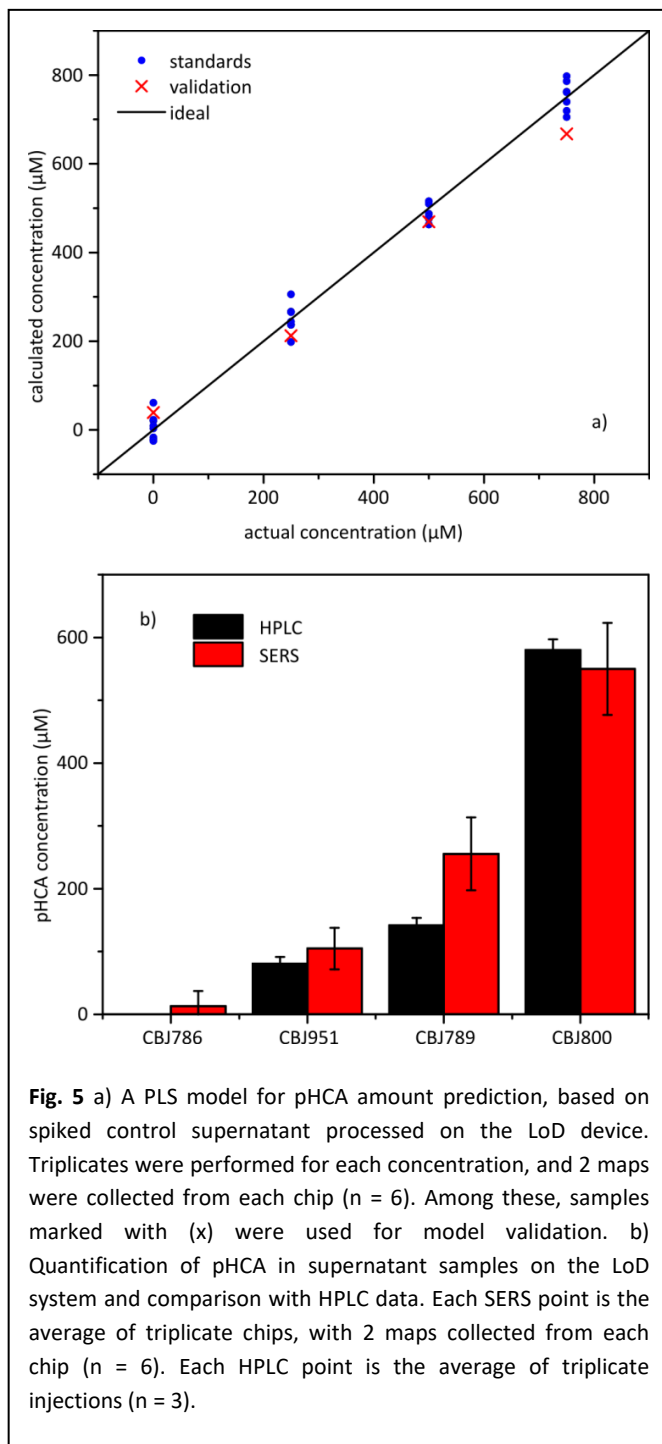 standards
validation
ideal
800
600
400
200
0
calculated concentration (µM)
a)
0
200
400
600
800
actual concentration (µM)
b)
HPLC
SERS
600
400
200
0
pHCA concentration (µM)
CBJ786
CBJ951
CBJ789
CBJ800
Fig. 5 a) A PLS model for pHCA amount prediction, based on
spiked control supernatant processed on the LoD device.
Triplicates were performed for each concentration, and 2 maps
were collected from each chip (n = 6). Among these, samples
marked with (x) were used for model validation. b)
Quantification of pHCA in supernatant samples on the LoD
system and comparison with HPLC data. Each SERS point is the
average of triplicate chips, with 2 maps collected from each
chip (n = 6). Each HPLC point is the average of triplicate
injections (n = 3).